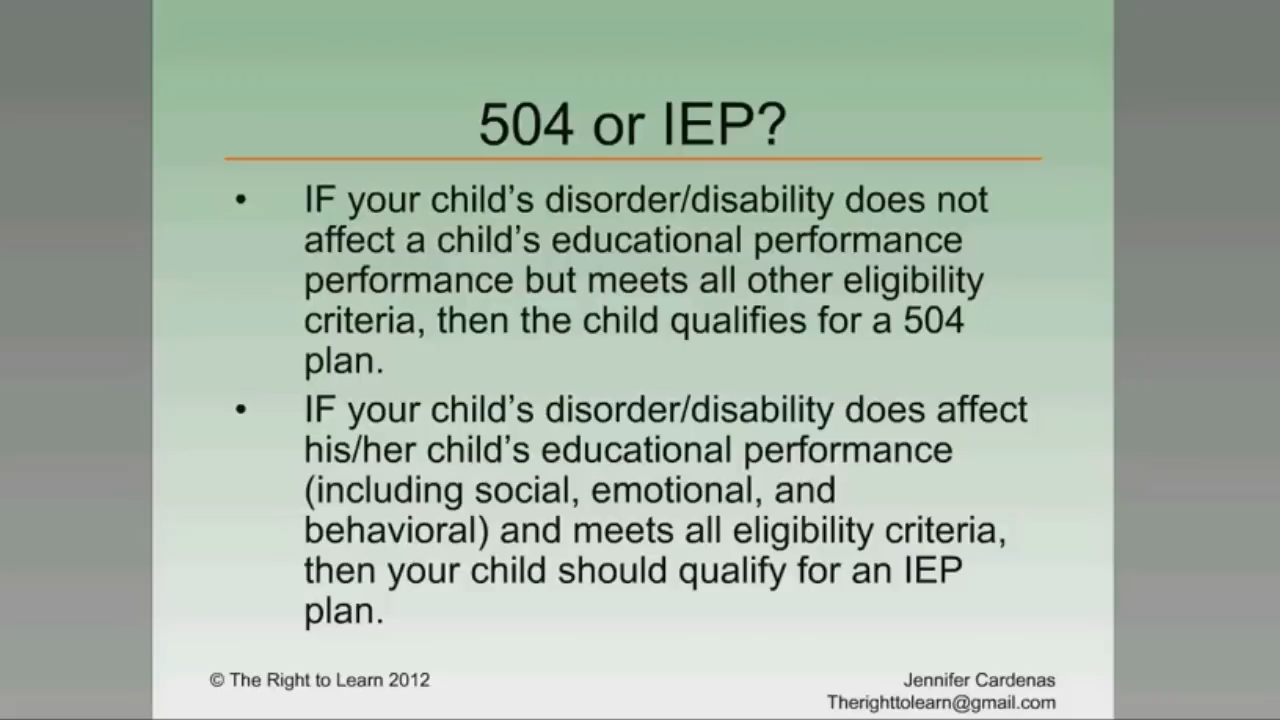 504 or IEP?
• IF your child's disorder/disability does not
affect a child's educational performance
performance but meets all other eligibility
criteria, then the child qualifies for a 504
plan.
• IF your child's disorder/disability does affect
his/her child's educational performance
(including social, emotional, and
behavioral) and meets all eligibility criteria,
then your child should qualify for an IEP
plan.
© The Right to Learn 2012
Jennifer Cardenas
Therighttolearn@gmail.com